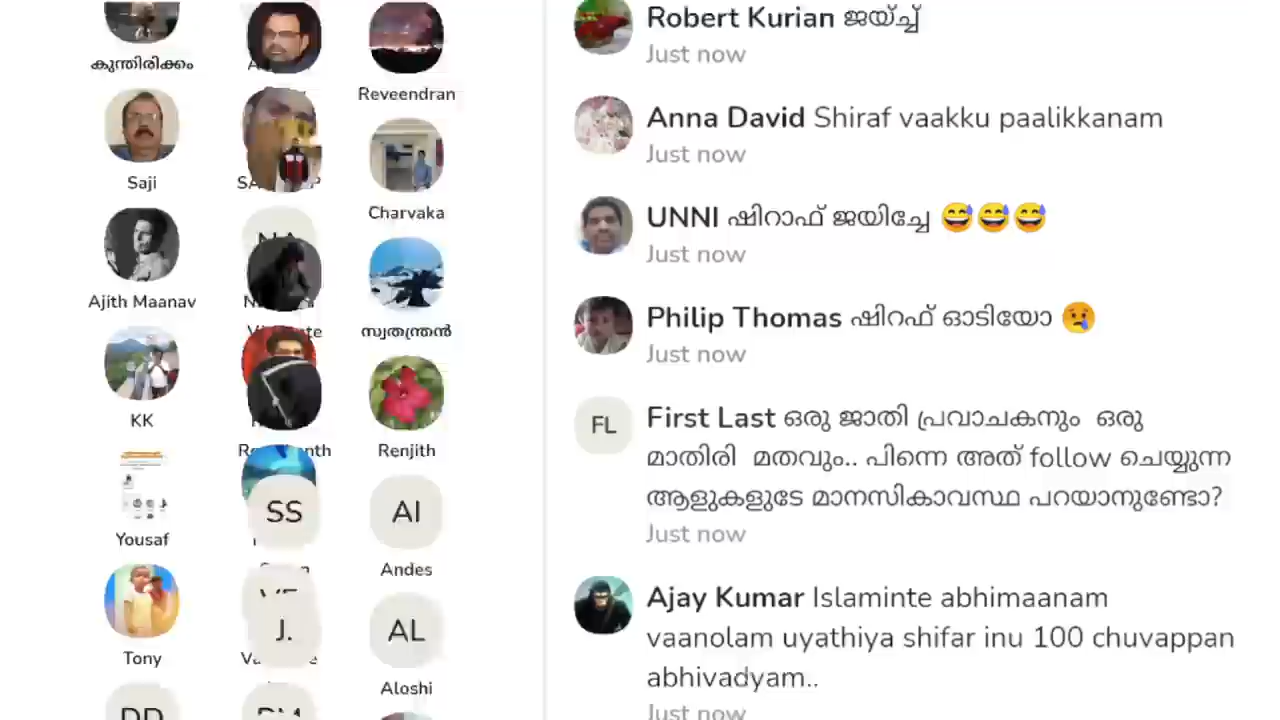 കുന്തിരിക്കം
Reveendran
Saji
Charvaka
Ajith Maanav
സ്വതന്ത്രൻ
KK
Renjith
SS
AI
Yousaf
Andes
J.
AL
Tony
Aloshi
Robert Kurian ജയ്ച്ച്
Just now
Anna David Shiraf vaakku paalikkanam
Just now
UNNI ഷിറാഫ് ജയിച്ചേ 😅😅😅
Just now
Philip Thomas ഷിറഫ് ഓടിയോ 😢
Just now
FL
First Last ഒരു ജാതി പ്രവാചകനും ഒരു
മാതിരി മതവും.. പിന്നെ അത് follow ചെയ്യുന്ന
ആളുകളുടേ മാനസികാവസ്ഥ പറയാനുണ്ടോ?
Just now
Ajay Kumar Islaminte abhimaanam
vaanolam uyathiya shifar inu 100 chuvappan
abhivadyam..
Just now